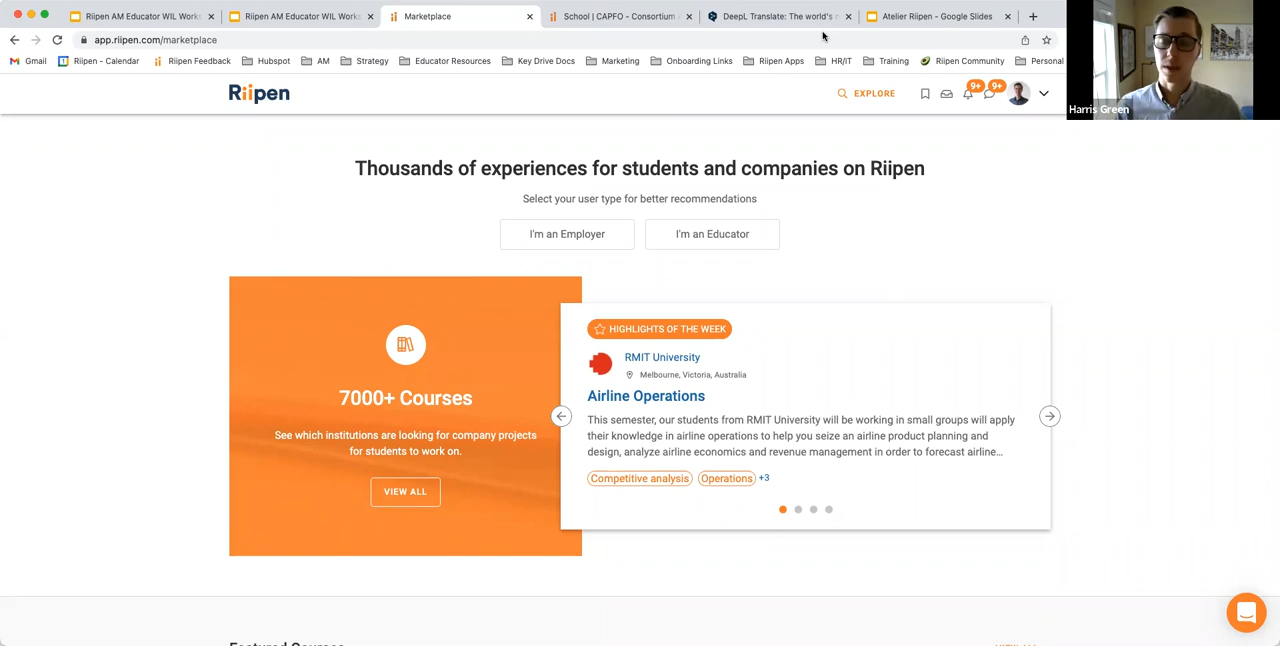 Riipen AM Educator WIL Works
Riipen AM Educator WIL Works
Marketplace
School | CAPFO - Consortium
DeepL Translate: The world's
Atelier Riipen - Google Slides
app.riipen.com/marketplace
Gmail
Riipen - Calendar
Riipen Feedback
Hubspot
AM
Strategy
Educator Resources
Key Drive Docs
Marketing
Onboarding Links
Riipen Apps
HR/IT
Training
Riipen Community
Personal
Harris Green
Riipen
EXPLORE
9+
9+
Thousands of experiences for students and companies on Riipen
Select your user type for better recommendations
I'm an Employer
I'm an Educator
7000+ Courses
See which institutions are looking for company projects
for students to work on.
VIEW ALL
HIGHLIGHTS OF THE WEEK
RMIT University
Melbourne, Victoria, Australia
Airline Operations
This semester, our students from RMIT University will be working in small groups will apply
their knowledge in airline operations to help you seize an airline product planning and
design, analyze airline economics and revenue management in order to forecast airline...
Competitive analysis
Operations
+3